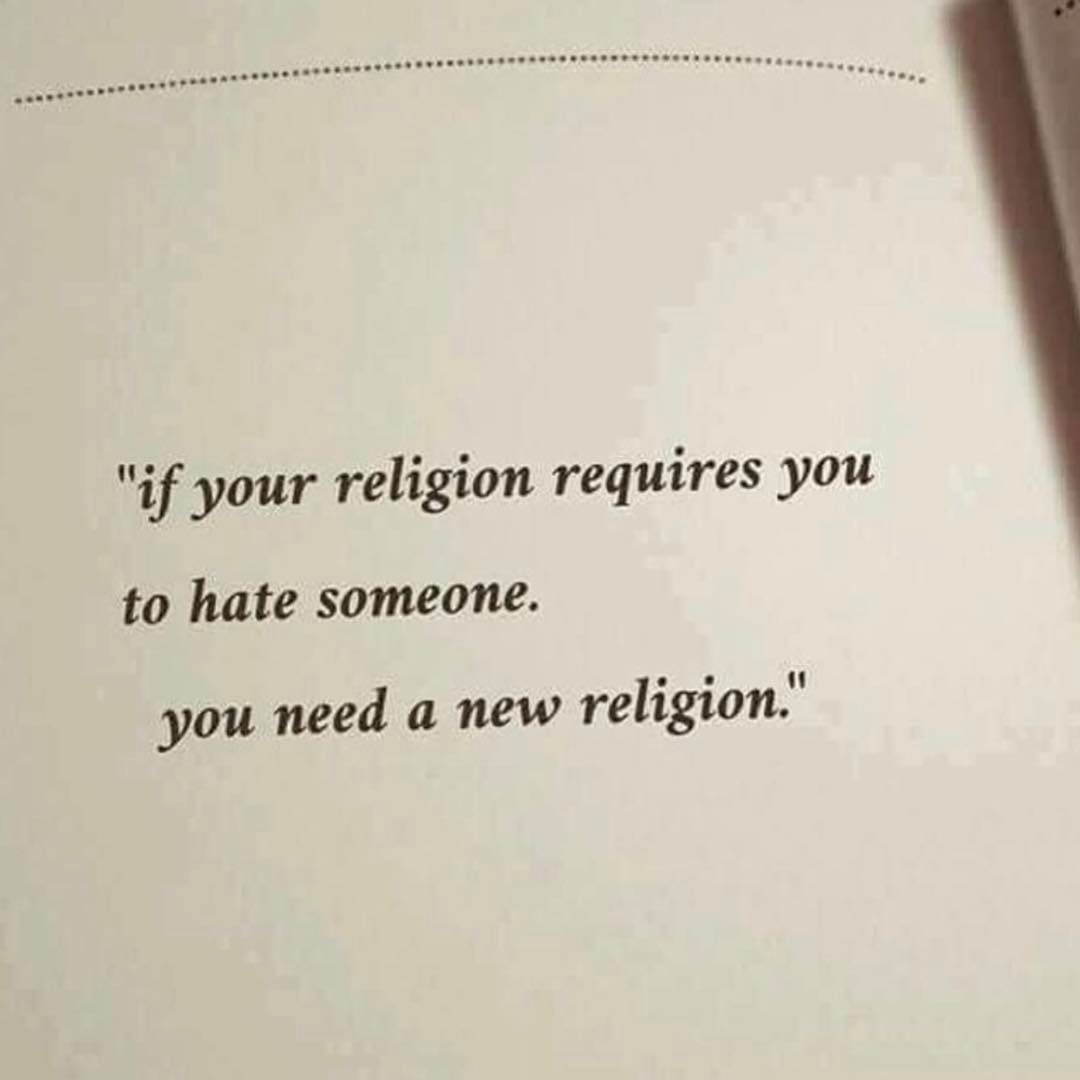 "if your religion requires you
to hate someone.
you need a new religion."